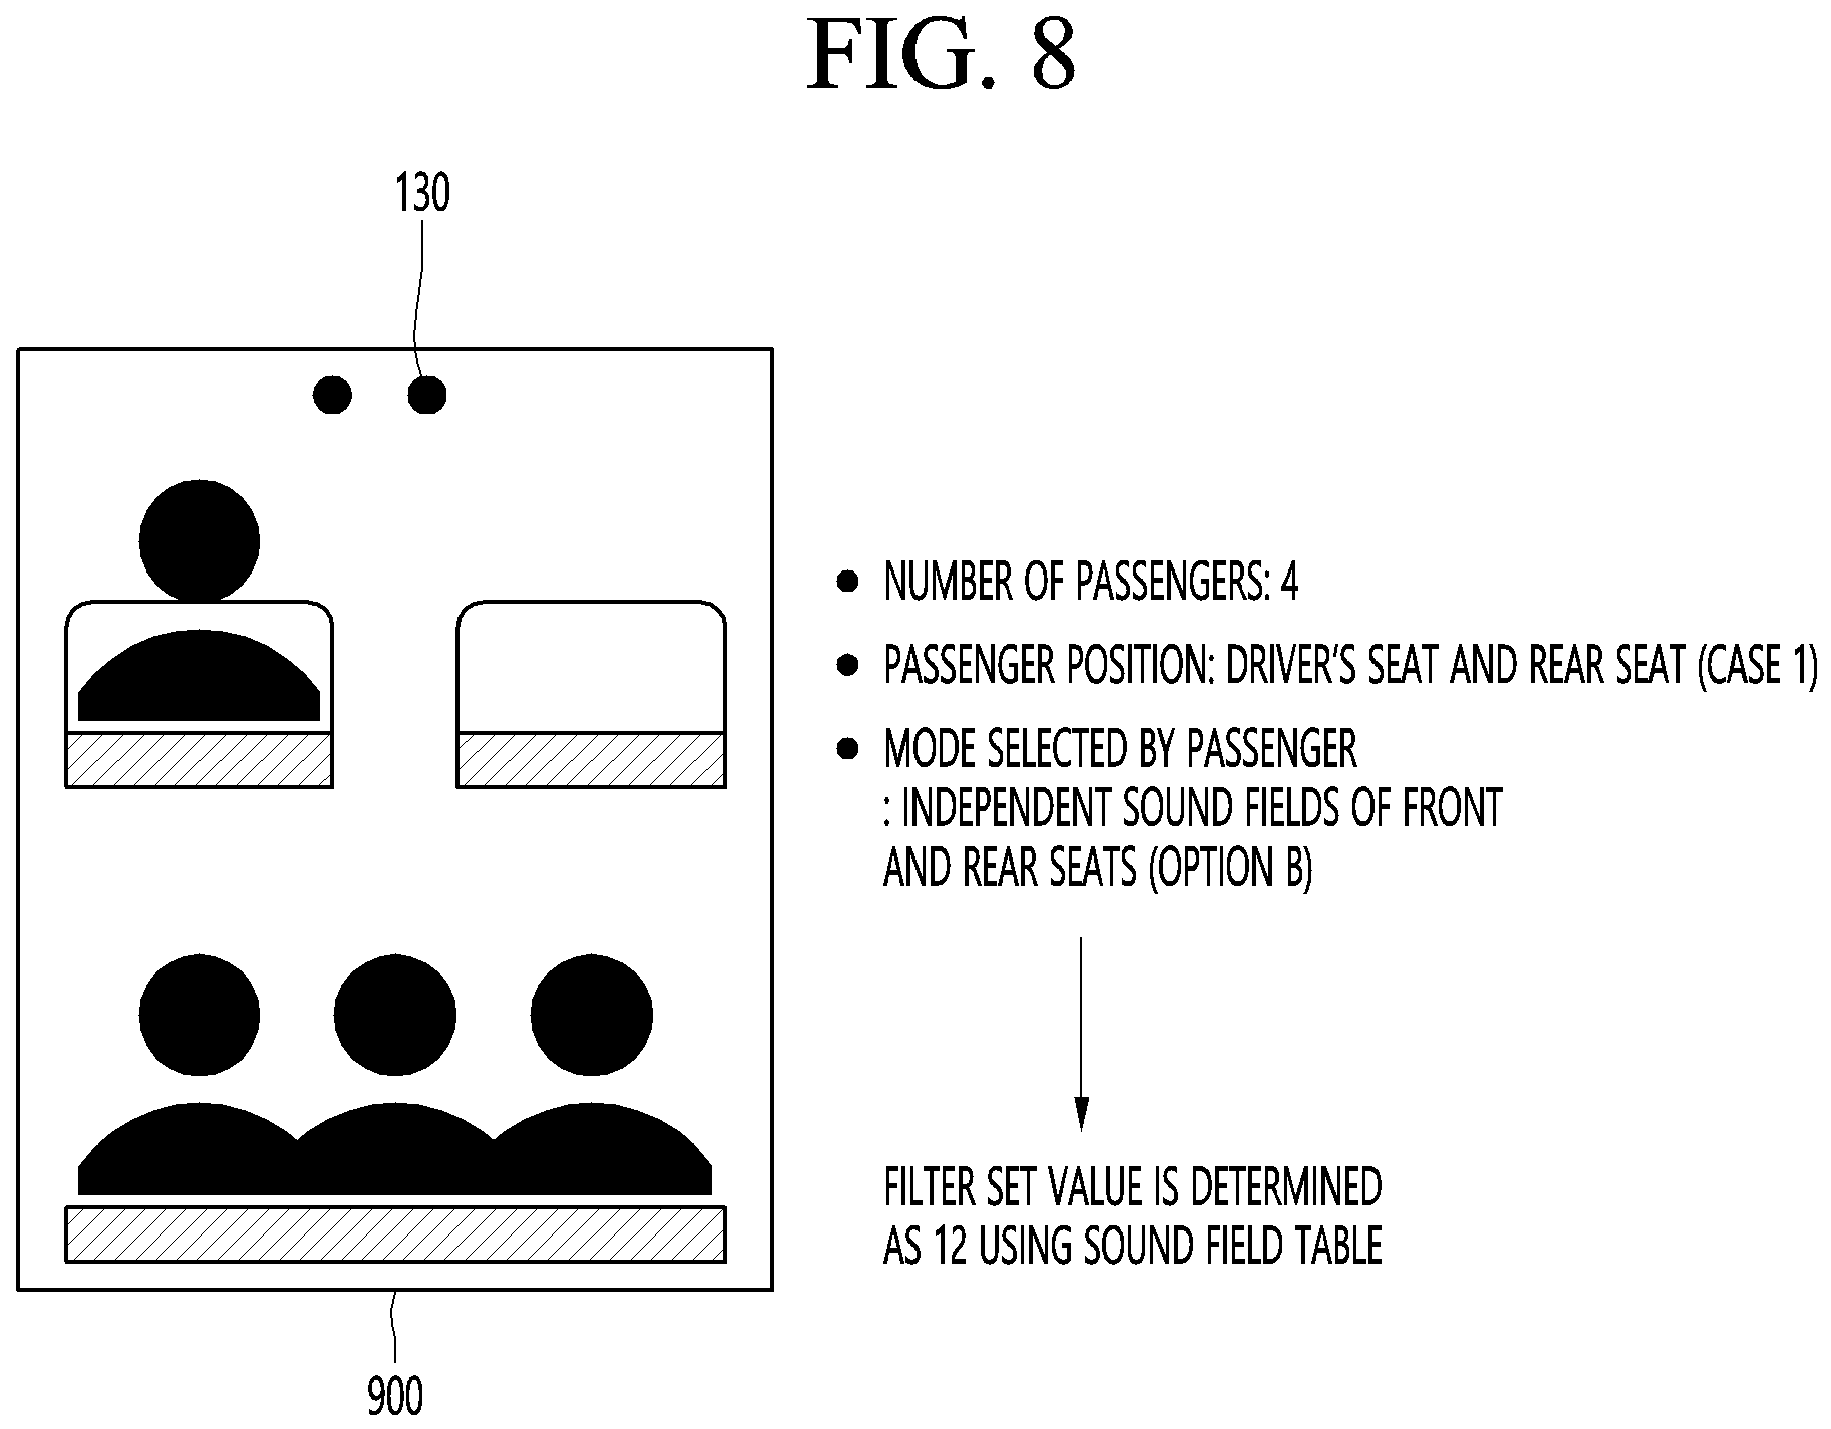 FIG. 8
130
● NUMBER OF PASSENGERS: 4
● PASSENGER POSITION: DRIVER'S SEAT AND REAR SEAT (CASE 1)
● MODE SELECTED BY PASSENGER
: INDEPENDENT SOUND FIELDS OF FRONT
AND REAR SEATS (OPTION B)
FILTER SET VALUE IS DETERMINED
AS 12 USING SOUND FIELD TABLE
900